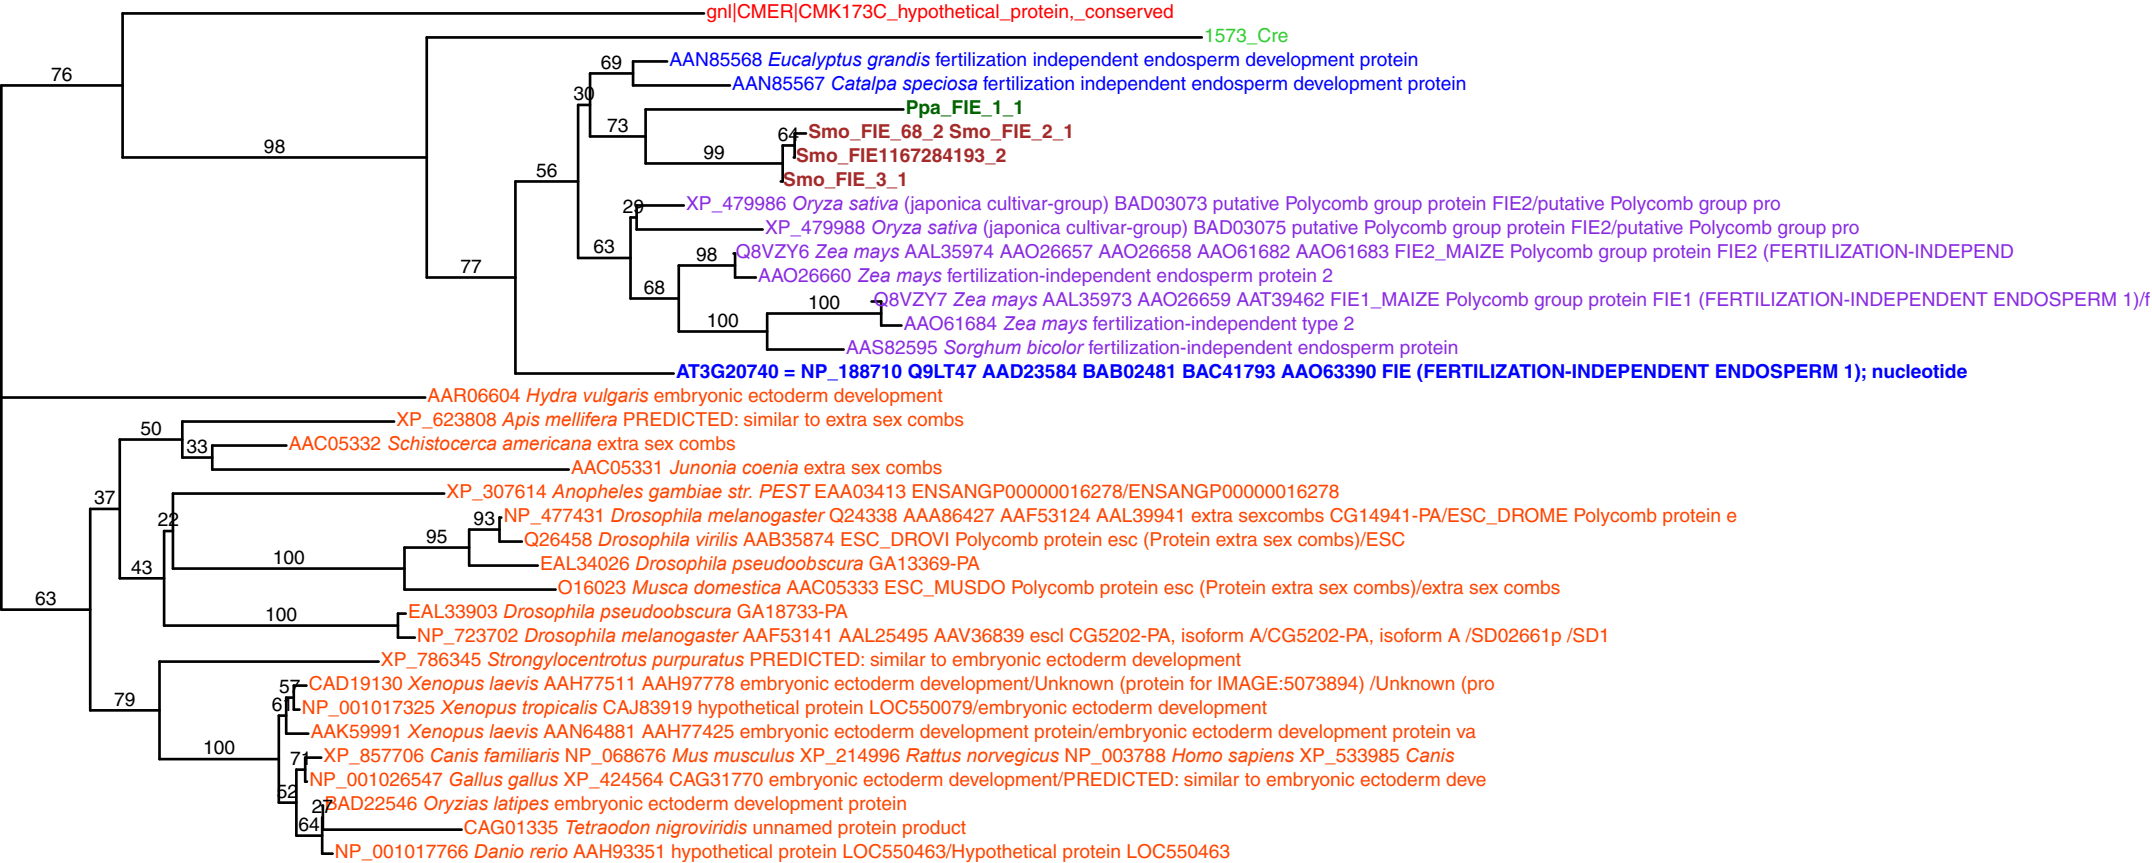 gnl|CMER|CMK173C_hypothetical_protein,_conserved
1573_Cre
76
69
AAN85568 Eucalyptus grandis fertilization independent endosperm development protein
AAN85567 Catalpa speciosa fertilization independent endosperm development protein
30
Ppa_FIE_1_1
73
64
Smo_FIE_68_2 Smo_FIE_2_1
98
99
Smo_FIE1167284193_2
56
Smo_FIE_3_1
29
XP_479986 Oryza sativa (japonica cultivar-group) BAD03073 putative Polycomb group protein FIE2/putative Polycomb group pro
XP_479988 Oryza sativa (japonica cultivar-group) BAD03075 putative Polycomb group protein FIE2/putative Polycomb group pro
63
98
Q8VZY6 Zea mays AAL35974 AAO26657 AAO26658 AAO61682 AAO61683 FIE2_MAIZE Polycomb group protein FIE2 (FERTILIZATION-INDEPEND
77
AAO26660 Zea mays fertilization-independent endosperm protein 2
68
100
Q8VZY7 Zea mays AAL35973 AAO26659 AAT39462 FIE1_MAIZE Polycomb group protein FIE1 (FERTILIZATION-INDEPENDENT ENDOSPERM 1)/f
100
AAO61684 Zea mays fertilization-independent type 2
AAS82595 Sorghum bicolor fertilization-independent endosperm protein
AT3G20740 = NP_188710 Q9LT47 AAD23584 BAB02481 BAC41793 AAO63390 FIE (FERTILIZATION-INDEPENDENT ENDOSPERM 1); nucleotide
AAR06604 Hydra vulgaris embryonic ectoderm development
50
XP_623808 Apis mellifera PREDICTED: similar to extra sex combs
33
AAC05332 Schistocerca americana extra sex combs
AAC05331 Junonia coenia extra sex combs
37
XP_307614 Anopheles gambiae str. PEST EAA03413 ENSANGP00000016278/ENSANGP00000016278
22
93
NP_477431 Drosophila melanogaster Q24338 AAA86427 AAF53124 AAL39941 extra sexcombs CG14941-PA/ESC_DROME Polycomb protein e
95
Q26458 Drosophila virilis AAB35874 ESC_DROVI Polycomb protein esc (Protein extra sex combs)/ESC
43
100
EAL34026 Drosophila pseudoobscura GA13369-PA
O16023 Musca domestica AAC05333 ESC_MUSDO Polycomb protein esc (Protein extra sex combs)/extra sex combs
63
100
EAL33903 Drosophila pseudoobscura GA18733-PA
NP_723702 Drosophila melanogaster AAF53141 AAL25495 AAV36839 escl CG5202-PA, isoform A/CG5202-PA, isoform A /SD02661p /SD1
XP_786345 Strongylocentrotus purpuratus PREDICTED: similar to embryonic ectoderm development
79
57
CAD19130 Xenopus laevis AAH77511 AAH97778 embryonic ectoderm development/Unknown (protein for IMAGE:5073894) /Unknown (pro
61
NP_001017325 Xenopus tropicalis CAJ83919 hypothetical protein LOC550079/embryonic ectoderm development
AAK59991 Xenopus laevis AAN64881 AAH77425 embryonic ectoderm development protein/embryonic ectoderm development protein va
100
71
XP_857706 Canis familiaris NP_068676 Mus musculus XP_214996 Rattus norvegicus NP_003788 Homo sapiens XP_533985 Canis
NP_001026547 Gallus gallus XP_424564 CAG31770 embryonic ectoderm development/PREDICTED: similar to embryonic ectoderm deve
52
27
BAD22546 Oryzias latipes embryonic ectoderm development protein
64
CAG01335 Tetraodon nigroviridis unnamed protein product
NP_001017766 Danio rerio AAH93351 hypothetical protein LOC550463/Hypothetical protein LOC550463